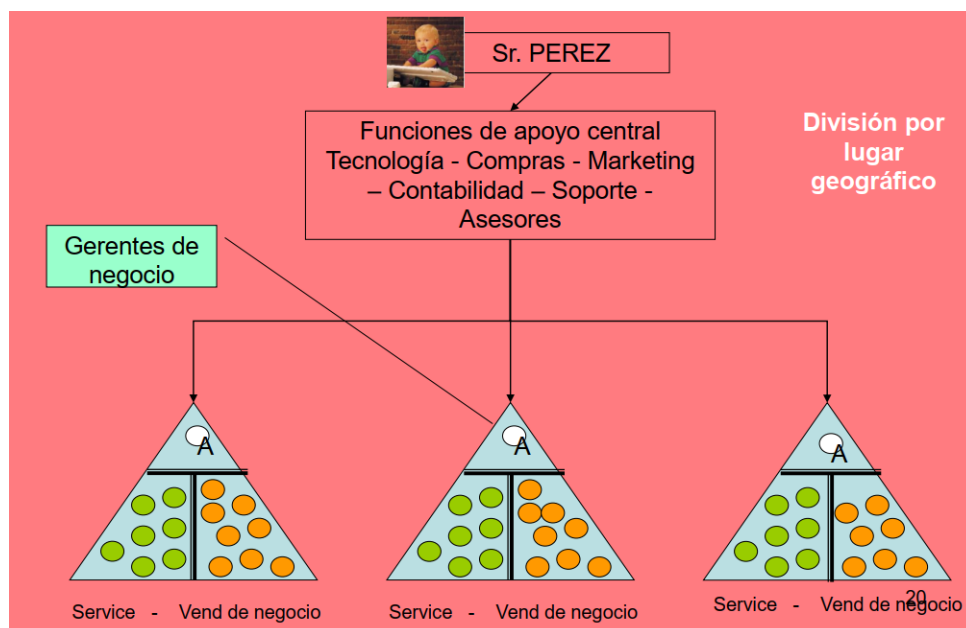 Sr. PEREZ
Funciones de apoyo central
Tecnología - Compras - Marketing
– Contabilidad – Soporte -
Asesores
División por
lugar
geográfico
Gerentes de
negocio
A
A
A
Service - Vend de negocio
Service - Vend de negocio
Service - Vend de negocio
20